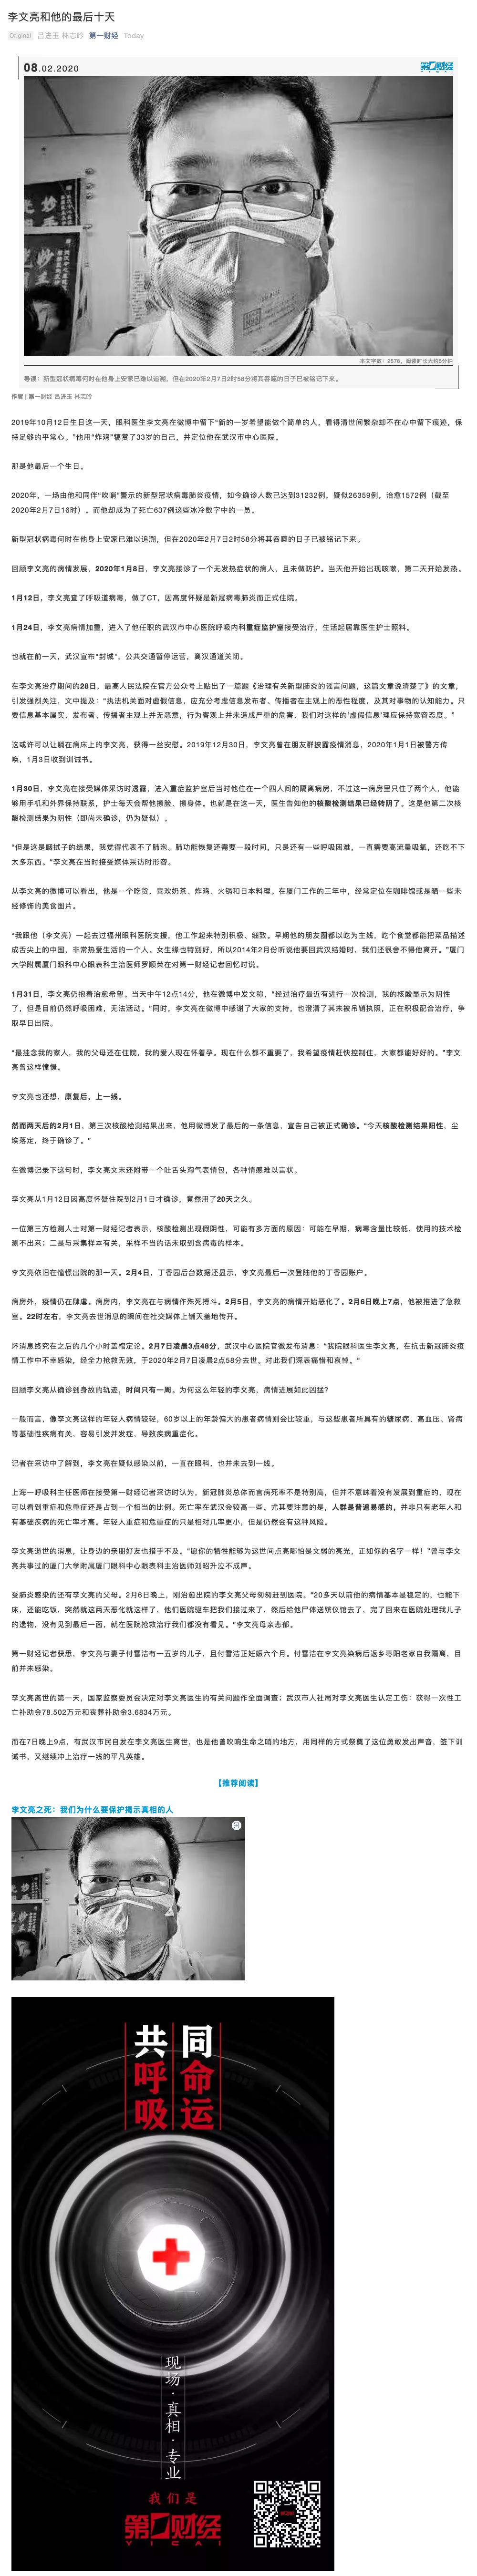 李文亮和他的最后十天
Original 吕进玉 林志吟 第一财经 Today
08.02.2020
第一财经
本文字数：2578，阅读时长大约5分钟
导读：新型冠状病毒何时在他身上安家已难以追溯，但在2020年2月7日2时58分将其吞噬的日子已被铭记下来。
作者 | 第一财经 吕进玉 林志吟
2019年10月12日生日这一天，眼科医生李文亮在微博中留下“新的一岁希望能做个简单的人，看得清世间繁杂却不在心中留下痕迹，保
持足够的平常心。”他用“炸鸡”犒赏了33岁的自己，并定位他在武汉市中心医院。
那是他最后一个生日。
2020年，一场由他和同伴“吹哨”警示的新型冠状病毒肺炎疫情，如今确诊人数已达到31232例，疑似26359例，治愈1572例（截至
2020年2月7日16时）。而他却成为了死亡637例这些冰冷数字中的一员。
新型冠状病毒何时在他身上安家已难以追溯，但在2020年2月7日2时58分将其吞噬的日子已被铭记下来。
回顾李文亮的病情发展，2020年1月8日，李文亮接诊了一个无发热症状的病人，且未做防护。当天他开始出现咳嗽，第二天开始发热。
1月12日，李文亮查了呼吸道病毒，做了CT，因高度怀疑是新冠病毒肺炎而正式住院。
1月24日，李文亮病情加重，进入了他任职的武汉市中心医院呼吸内科重症监护室接受治疗，生活起居靠医生护士照料。
也就在前一天，武汉宣布“封城”，公共交通暂停运营，离汉通道关闭。
在李文亮治疗期间的28日，最高人民法院在官方公众号上贴出了一篇题《治理有关新型肺炎的谣言问题，这篇文章说清楚了》的文章，
引发强烈关注，文中提及：“执法机关面对虚假信息，应充分考虑信息发布者、传播者在主观上的恶性程度，及其对事物的认知能力。只
要信息基本属实，发布者、传播者主观上并无恶意，行为客观上并未造成严重的危害，我们对这样的‘虚假信息’理应保持宽容态度。”
这或许可以让躺在病床上的李文亮，获得一丝安慰。2019年12月30日，李文亮曾在朋友群披露疫情消息，2020年1月1日被警方传
唤，1月3日收到训诫书。
1月30日，李文亮在接受媒体采访时透露，进入重症监护室后当时他住在一个四人间的隔离病房，不过这一病房里只住了两个人，他能
够用手机和外界保持联系，护士每天会帮他擦脸、擦身体。也就是在这一天，医生告知他的核酸检测结果已经转阴了。这是他第二次核
酸检测结果为阴性（即尚未确诊，仍为疑似）。
“但是这是咽拭子的结果，我觉得代表不了肺泡。肺功能恢复还需要一段时间，只是还有一些呼吸困难，一直需要高流量吸氧，还吃不下
太多东西。”李文亮在当时接受媒体采访时形容。
从李文亮的微博可以看出，他是一个吃货，喜欢奶茶、炸鸡、火锅和日本料理。在厦门工作的三年中，经常定位在咖啡馆或是晒一些未
经修饰的美食图片。
“我跟他（李文亮）一起去过福州眼科医院支援，他工作起来特别积极、细致。早期他的朋友圈都以吃为主线，吃个食堂都能把菜品描述
成舌尖上的中国，非常热爱生活的一个人。女生缘也特别好，所以2014年2月份听说他要回武汉结婚时，我们还很舍不得他离开。”厦门
大学附属厦门眼科中心眼表科主治医师罗顺荣在对第一财经记者回忆时说。
1月31日，李文亮仍抱着治愈希望。当天中午12点14分，他在微博中发文称，“经过治疗最近有进行一次检测，我的核酸显示为阴性
了，但是目前仍然呼吸困难，无法活动。”同时，李文亮在微博中感谢了大家的支持，也澄清了其未被吊销执照，正在积极配合治疗，争
取早日出院。
“最挂念我的家人，我的父母还在住院，我的爱人现在怀着孕。现在什么都不重要了，我希望疫情赶快控制住，大家都能好好的。”李文
亮曾这样憧憬。
李文亮也还想，康复后，上一线。
然而两天后的2月1日，第三次核酸检测结果出来，他用微博发了最后的一条信息，宣告自己被正式确诊。“今天核酸检测结果阳性，尘
埃落定，终于确诊了。”
在微博记录下这句时，李文亮文末还附带一个吐舌头淘气表情包，各种情感难以言状。
李文亮从1月12日因高度怀疑住院到2月1日才确诊，竟然用了20天之久。
一位第三方检测人士对第一财经记者表示，核酸检测出现假阴性，可能有多方面的原因：可能在早期，病毒含量比较低，使用的技术检
测不出来；二是与采集样本有关，采样不当的话未取到含病毒的样本。
李文亮依旧在憧憬出院的那一天。2月4日，丁香园后台数据还显示，李文亮最后一次登陆他的丁香园账户。
病房外，疫情仍在肆虐。病房内，李文亮在与病情作殊死搏斗。2月5日，李文亮的病情开始恶化了。2月6日晚上7点，他被推进了急救
室。22时左右，李文亮去世消息的瞬间在社交媒体上铺天盖地传开。
坏消息终究在之后的几个小时盖棺定论。2月7日凌晨3点48分，武汉中心医院官微发布消息：“我院眼科医生李文亮，在抗击新冠肺炎疫
情工作中不幸感染，经全力抢救无效，于2020年2月7日凌晨2点58分去世。对此我们深表痛惜和哀悼。”
回顾李文亮从确诊到身故的轨迹，时间只有一周。为何这么年轻的李文亮，病情进展如此凶猛？
一般而言，像李文亮这样的年轻人病情较轻，60岁以上的年龄偏大的患者病情则会比较重，与这些患者所具有的糖尿病、高血压、肾病
等基础性疾病有关，容易引发并发症，导致疾病重症化。
记者在采访中了解到，李文亮在疑似感染以前，一直在眼科，也并未去到一线。
上海一呼吸科主任医师在接受第一财经记者采访时认为，新冠肺炎总体而言病死率不是特别高，但并不意味着没有发展到重症的，现在
可以看到重症和危重症还是占到一个相当的比例。死亡率在武汉会较高一些。尤其要注意的是，人群是普遍易感的，并非只有老年人和
有基础疾病的死亡率才高。年轻人重症和危重症的只是相对几率更小，但是仍然会有这种风险。
李文亮逝世的消息，让身边的亲朋好友也措手不及。“愿你的牺牲能够为这世间点亮哪怕是文弱的亮光，正如你的名字一样！”曾与李文
亮共事过的厦门大学附属厦门眼科中心眼表科主治医师刘昭升泣不成声。
受肺炎感染的还有李文亮的父母。2月6日晚上，刚治愈出院的李文亮父母匆匆赶到医院。“20多天以前他的病情基本是稳定的，也能下
床，还能吃饭，突然就这两天恶化就这样了，他们医院驱车把我们接过来了，然后给他尸体送殡仪馆去了，完了回来在医院处理我儿子
的遗物，没有见到最后一面，就在医院抢救治疗我们都没有看见。”李文亮母亲悲郁。
第一财经记者获悉，李文亮与妻子付雪洁有一五岁的儿子，且付雪洁正妊娠六个月。付雪洁在李文亮染病后返乡枣阳老家自我隔离，目
前并未感染。
李文亮离世的第一天，国家监察委员会决定对李文亮医生的有关问题作全面调查；武汉市人社局对李文亮医生认定工伤：获得一次性工
亡补助金78.502万元和丧葬补助金3.6834万元。
而在7日晚上9点，有武汉市民自发在李文亮医生离世，也是他曾吹响生命之哨的地方，用同样的方式祭奠了这位勇敢发出声音，签下训
诫书，又继续冲上治疗一线的平凡英雄。
【推荐阅读】
李文亮之死：我们为什么要保护揭示真相的人
共同
呼命
吸运
现场·真相·专业
我们是
第一财经
YICAI